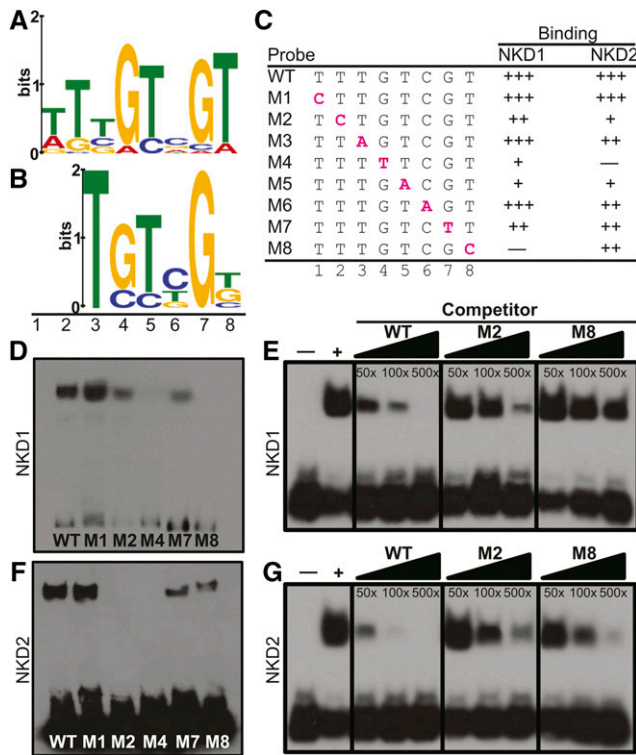 A
bits
2
1
0
T T T G T C G T
A G C A C C G A
B
bits
2
1
0
T G T C G T
C C T G
1 2 3 4 5 6 7 8
C
Binding
Probe NKD1 NKD2
WT T T T G T C G T +++ +++
M1 C T T G T C G T +++ +++
M2 T C T G T C G T ++ +
M3 T T A G T C G T +++ ++
M4 T T T T T C G T + —
M5 T T T G A C G T + +
M6 T T T G T A G T +++ ++
M7 T T T G T C T T ++ ++
M8 T T T G T C G C — ++
1 2 3 4 5 6 7 8
D
NKD1
WT M1 M2 M4 M7 M8
Competitor
E
WT M2 M8
— +
50x 100x 500x 50x 100x 500x 50x 100x 500x
NKD1
F
NKD2
WT M1 M2 M4 M7 M8
G
WT M2 M8
— +
50x 100x 500x 50x 100x 500x 50x 100x 500x
NKD2